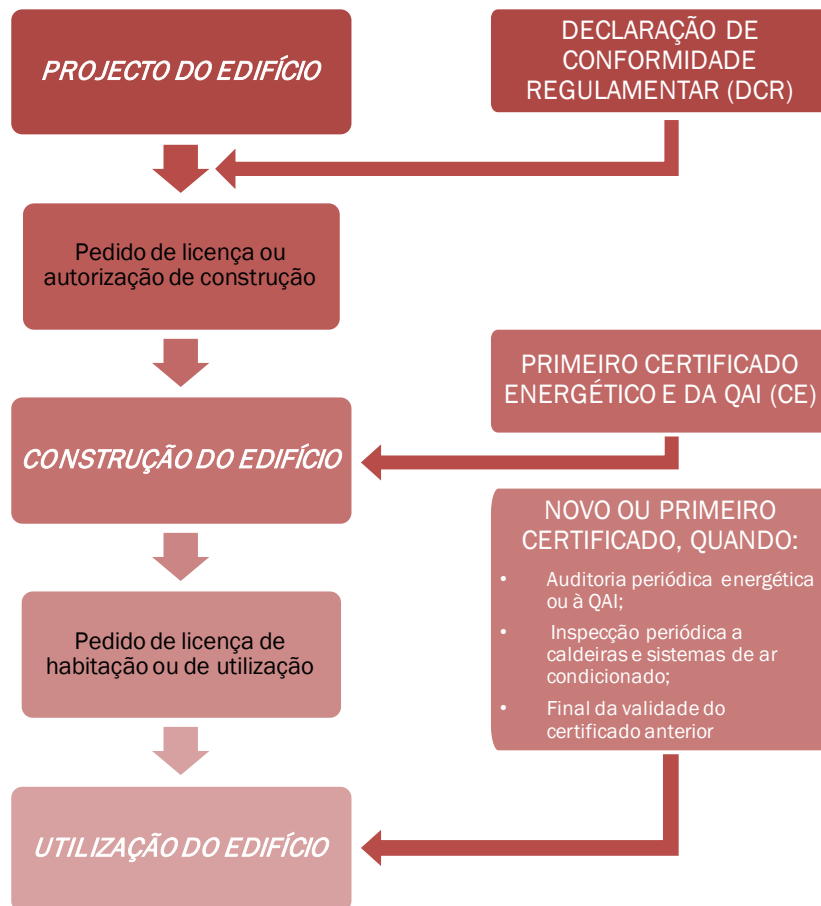 PROJECTO DO EDIFÍCIO
DECLARAÇÃO DE
CONFORMIDADE
REGULAMENTAR (DCR)
Pedido de licença ou
autorização de construção
PRIMEIRO CERTIFICADO
ENERGÉTICO E DA QAI (CE)
CONSTRUÇÃO DO EDIFÍCIO
NOVO OU PRIMEIRO
CERTIFICADO, QUANDO:
• Auditoria periódica energética
ou à QAI;
• Inspecção periódica a
caldeiras e sistemas de ar
condicionado;
• Final da validade do
certificado anterior
Pedido de licença de
habitação ou de utilização
UTILIZAÇÃO DO EDIFÍCIO